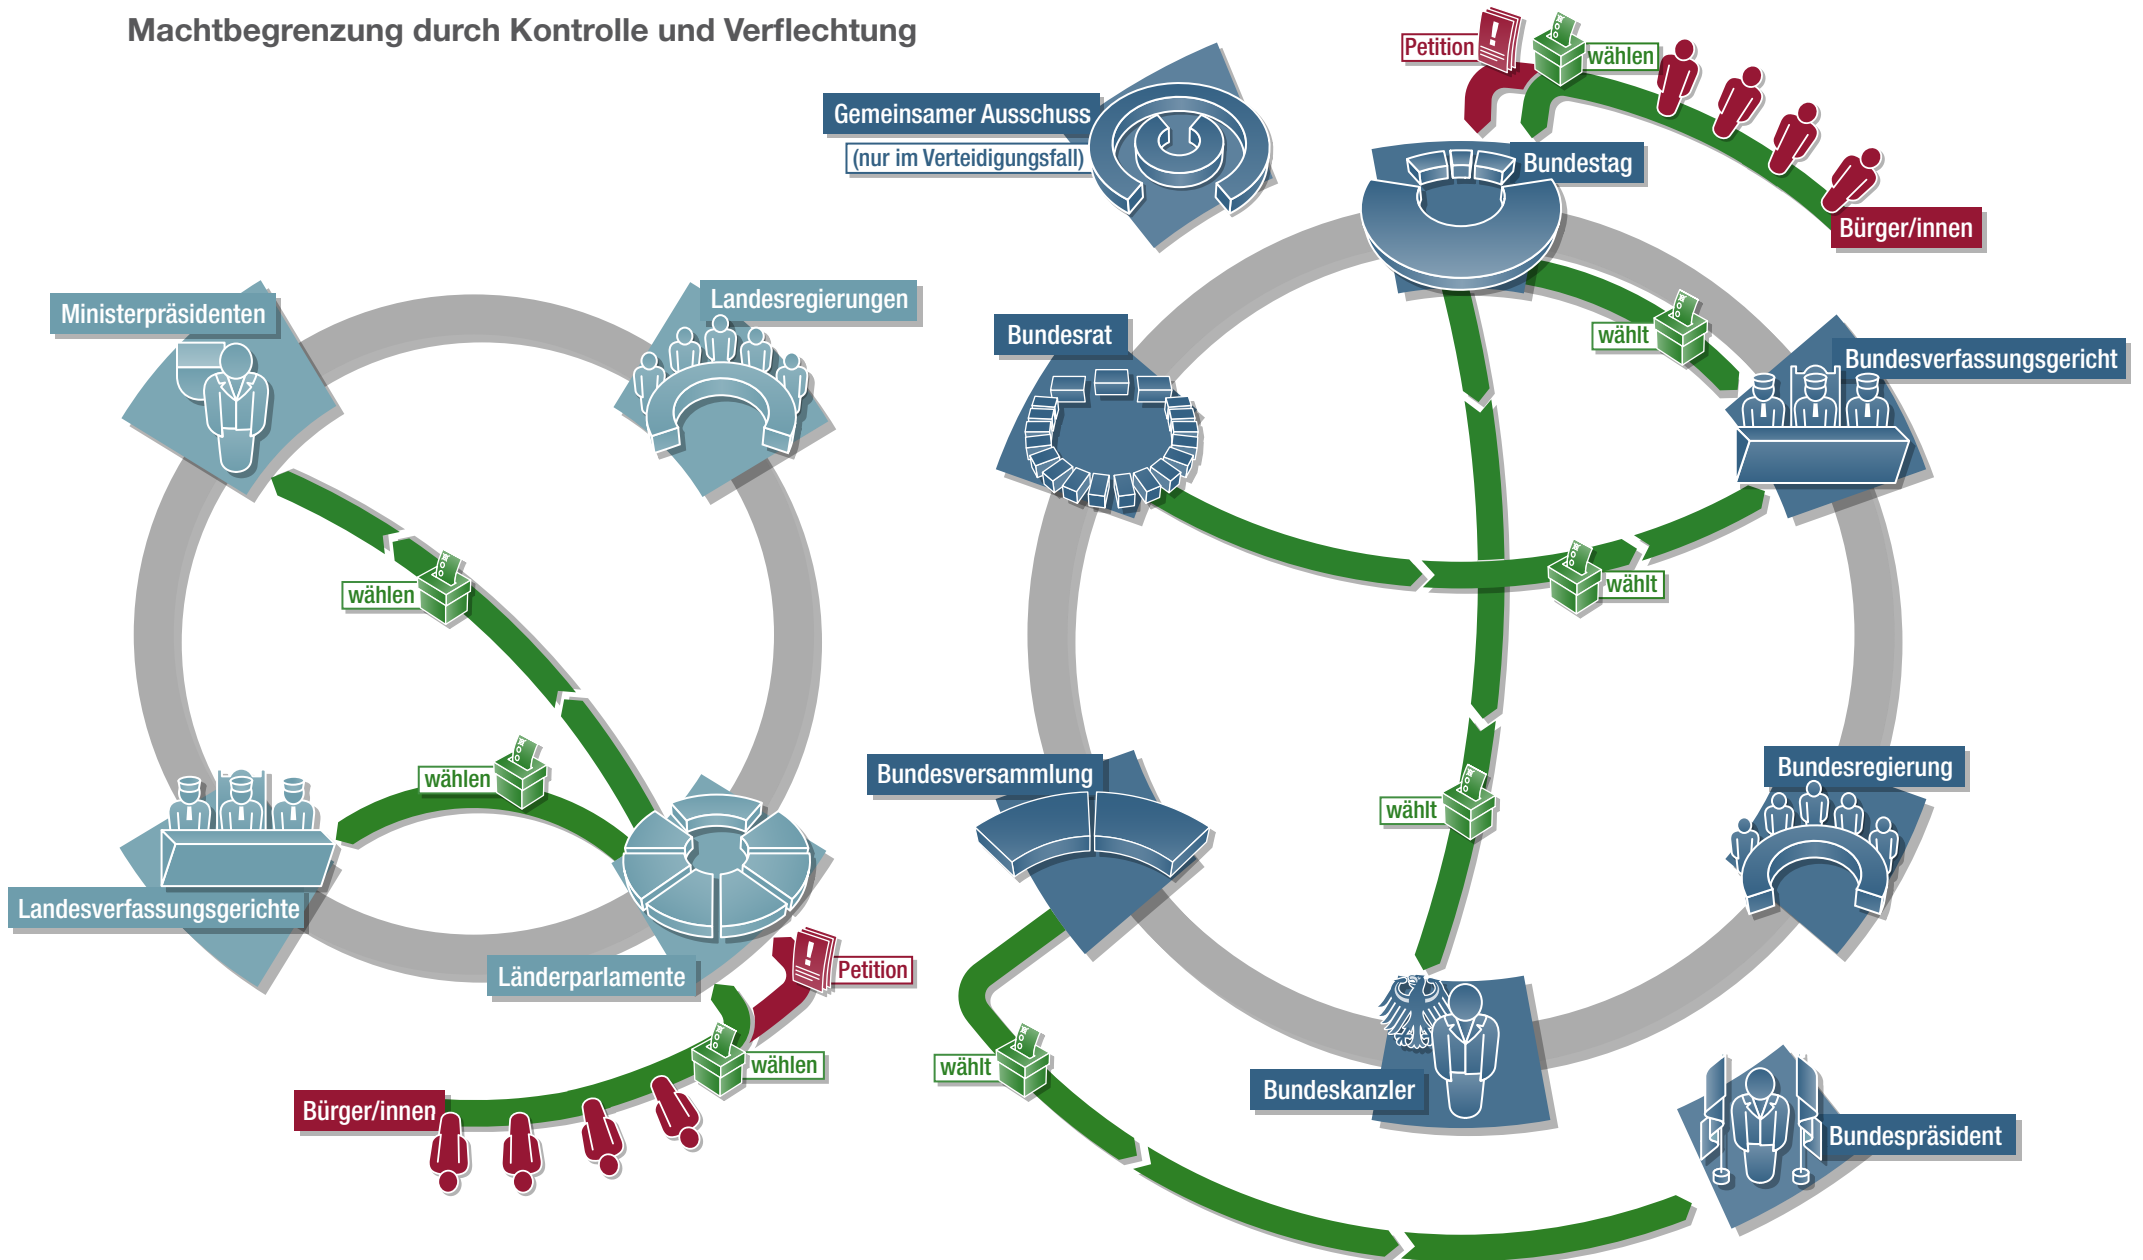 Machtbegrenzung durch Kontrolle und Verflechtung
Petition
wählen
Bürger/innen
Gemeinsamer Ausschuss
(nur im Verteidigungsfall)
Bundestag
wählt
Bundesrat
Bundesverfassungsgericht
wählt
Bundesversammlung
Bundesregierung
wählt
Bundeskanzler
wählt
Bundespräsident
Ministerpräsidenten
Landesregierungen
wählen
wählen
Landesverfassungsgerichte
Länderparlamente
Petition
wählen
Bürger/innen